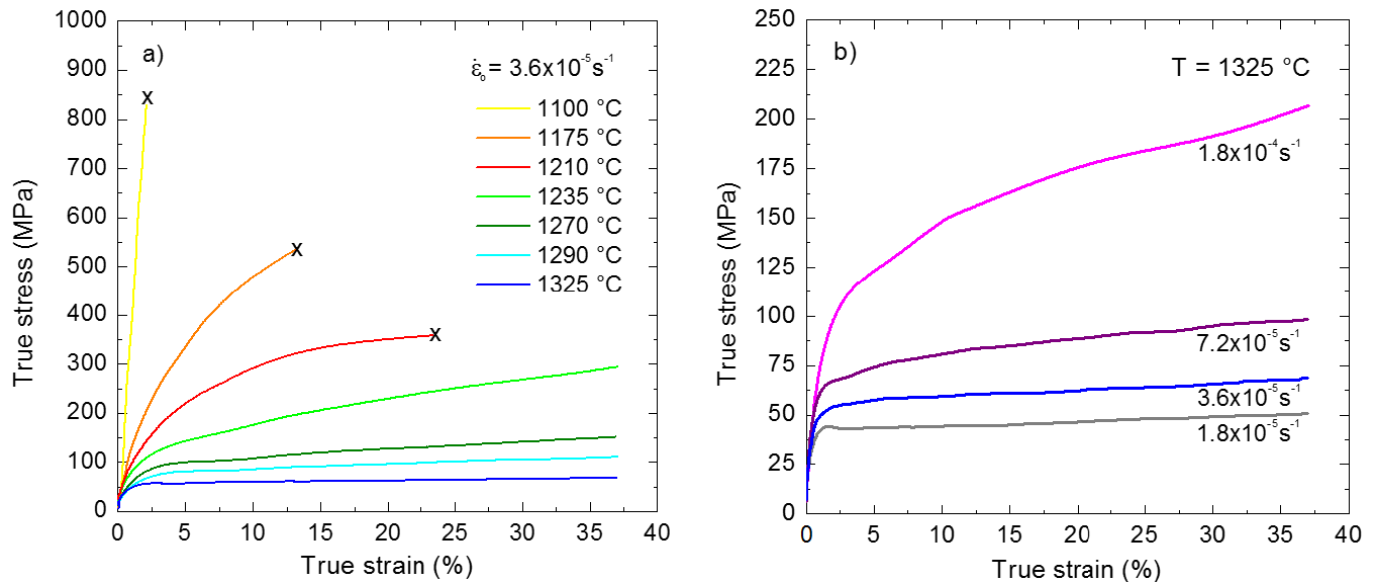 a)
ε̇₀ = 3.6x10⁻⁵s⁻¹
1100 °C
1175 °C
1210 °C
1235 °C
1270 °C
1290 °C
1325 °C
x
x
x
1000
900
800
700
600
500
400
300
200
100
0
True stress (MPa)
0 5 10 15 20 25 30 35 40
True strain (%)
b)
T = 1325 °C
1.8x10⁻⁴s⁻¹
7.2x10⁻⁵s⁻¹
3.6x10⁻⁵s⁻¹
1.8x10⁻⁵s⁻¹
250
225
200
175
150
125
100
75
50
25
0
True stress (MPa)
0 5 10 15 20 25 30 35 40
True strain (%)